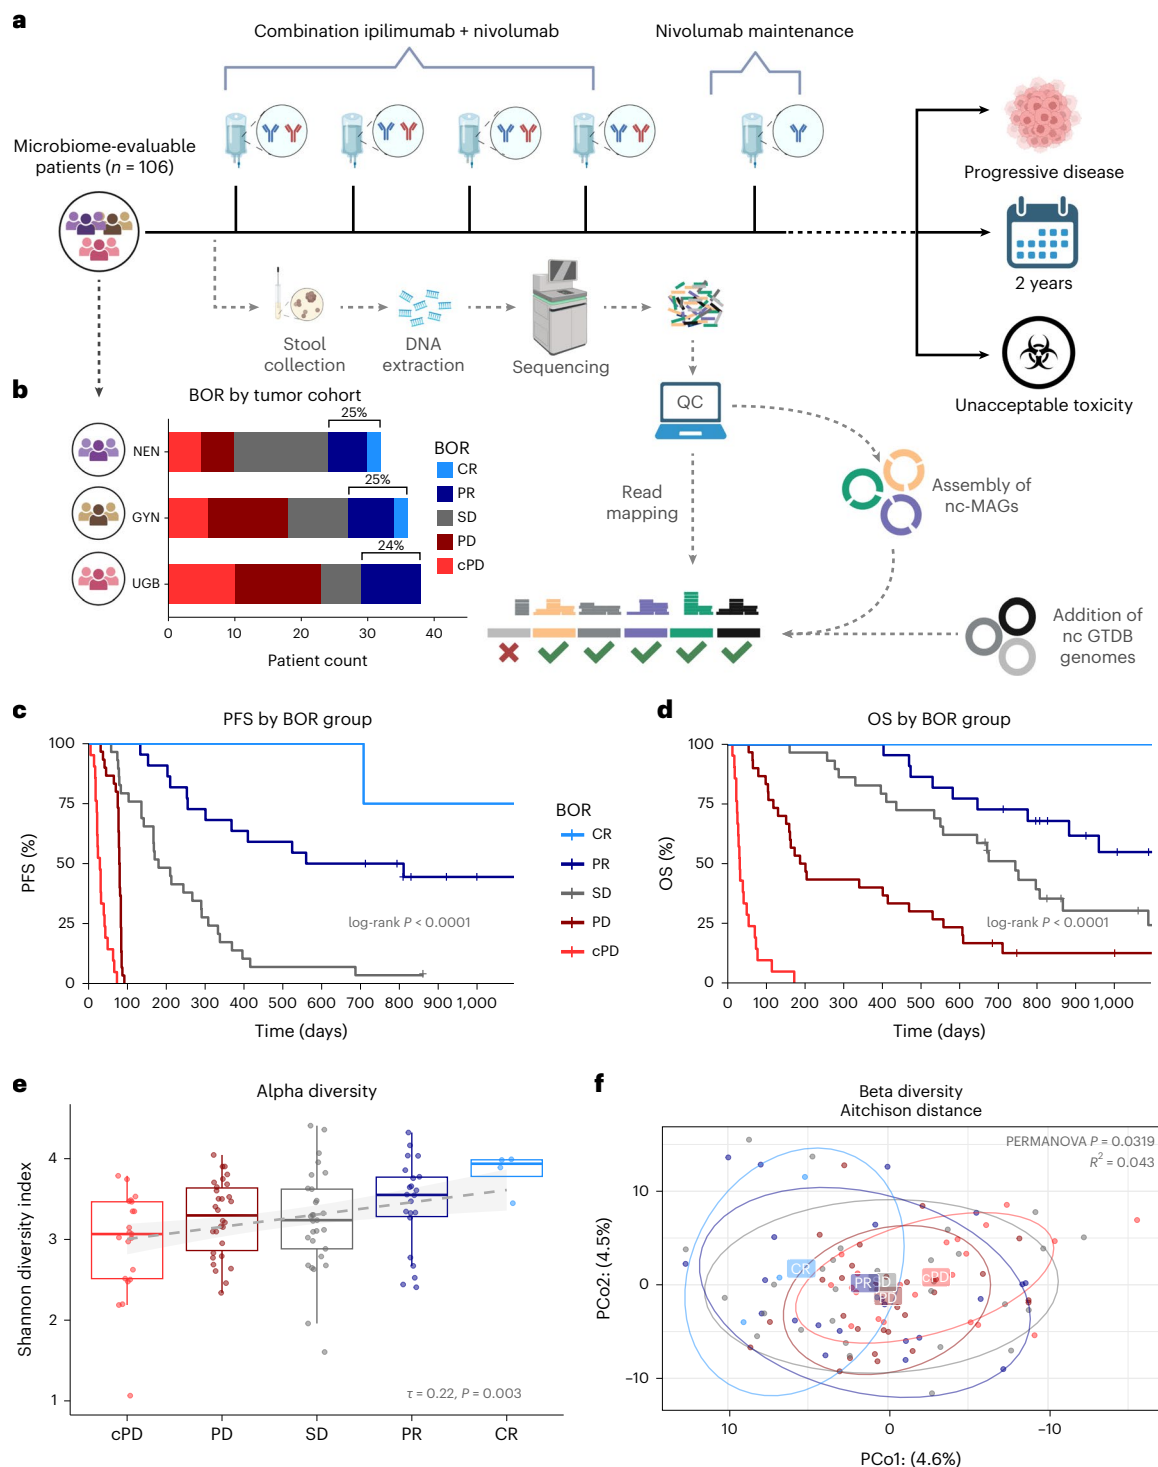 a
Combination ipilimumab + nivolumab
Nivolumab maintenance
Microbiome-evaluable
patients (n = 106)
Progressive disease
2 years
Unacceptable toxicity
Stool
collection
DNA
extraction
Sequencing
QC
Read
mapping
Assembly of
nc-MAGs
Addition of
nc GTDB
genomes
b
BOR by tumor cohort
25%
NEN
25%
GYN
24%
UGB
0 10 20 30 40
Patient count
BOR
CR
PR
SD
PD
cPD
c
PFS by BOR group
100
75
50
25
0
PFS (%)
log-rank P < 0.0001
0 100 200 300 400 500 600 700 800 900 1,000
Time (days)
BOR
CR
PR
SD
PD
cPD
d
OS by BOR group
100
75
50
25
0
OS (%)
log-rank P < 0.0001
0 100 200 300 400 500 600 700 800 900 1,000
Time (days)
e
Alpha diversity
4
3
2
1
Shannon diversity index
τ = 0.22, P = 0.003
cPD PD SD PR CR
f
Beta diversity
Aitchison distance
PERMANOVA P = 0.0319
R² = 0.043
10
0
−10
PCo2: (4.5%)
CR
PR
D
PD
cPD
10 0 −10
PCo1: (4.6%)